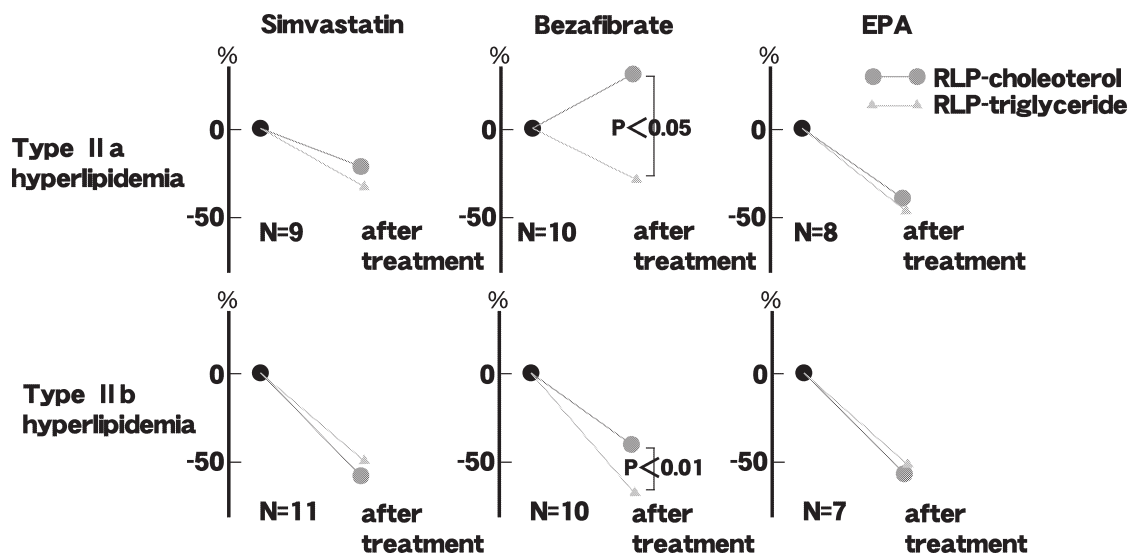 Simvastatin
Bezafibrate
EPA
%
%
%
RLP-choleoterol
RLP-triglyceride
0
0
0
P<0.05
Type II a
hyperlipidemia
-50
-50
-50
N=9
after
treatment
N=10
after
treatment
N=8
after
treatment
%
%
%
0
0
0
Type II b
hyperlipidemia
-50
-50
-50
P<0.01
N=11
after
treatment
N=10
after
treatment
N=7
after
treatment